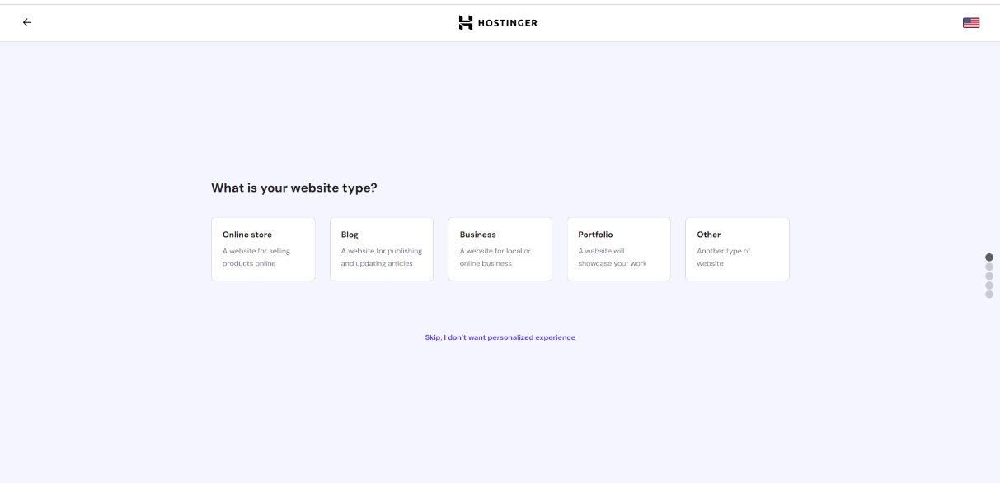 HOSTINGER
What is your website type?
Online store
A website for selling
products online
Blog
A website for publishing
and updating articles
Business
A website for local or
online business
Portfolio
A website will
showcase your work
Other
Another type of
website
Skip, I don't want personalized experience